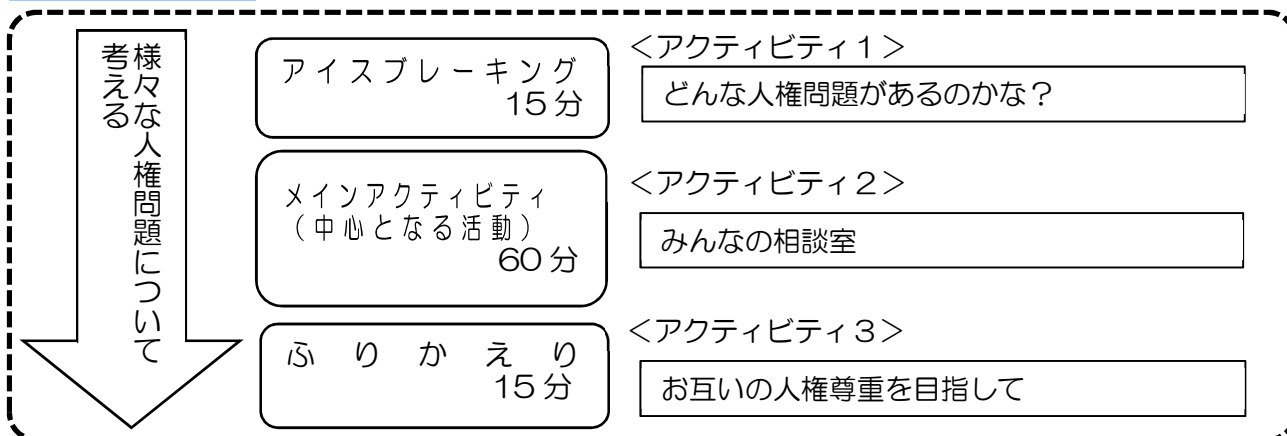 様々な人権問題について
考える
アイスブレーキング
15分
<アクティビティ1>
どんな人権問題があるのかな?
メインアクティビティ
(中心となる活動)
60分
<アクティビティ2>
みんなの相談室
ふりかえり
15分
<アクティビティ3>
お互いの人権尊重を目指して